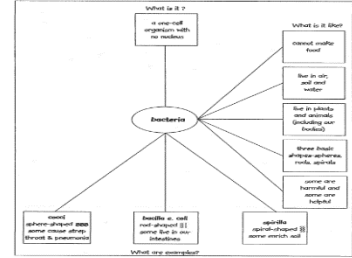 What is it ?
a one-cell
organism with
no nucleus
What is it like?
cannot make
food
live in air,
soil and
water
bacteria
live in plants
and animals
(including our
bodies)
three basic
shapes-spheres,
rods, spirals
some are
harmful and
some are
helpful
cocci
sphere-shaped
some cause strep
throat & pneumonia
bacilla e. coli
rod-shaped
some live in our
intestines
spirilla
spiral-shaped
some enrich soil
What are examples?